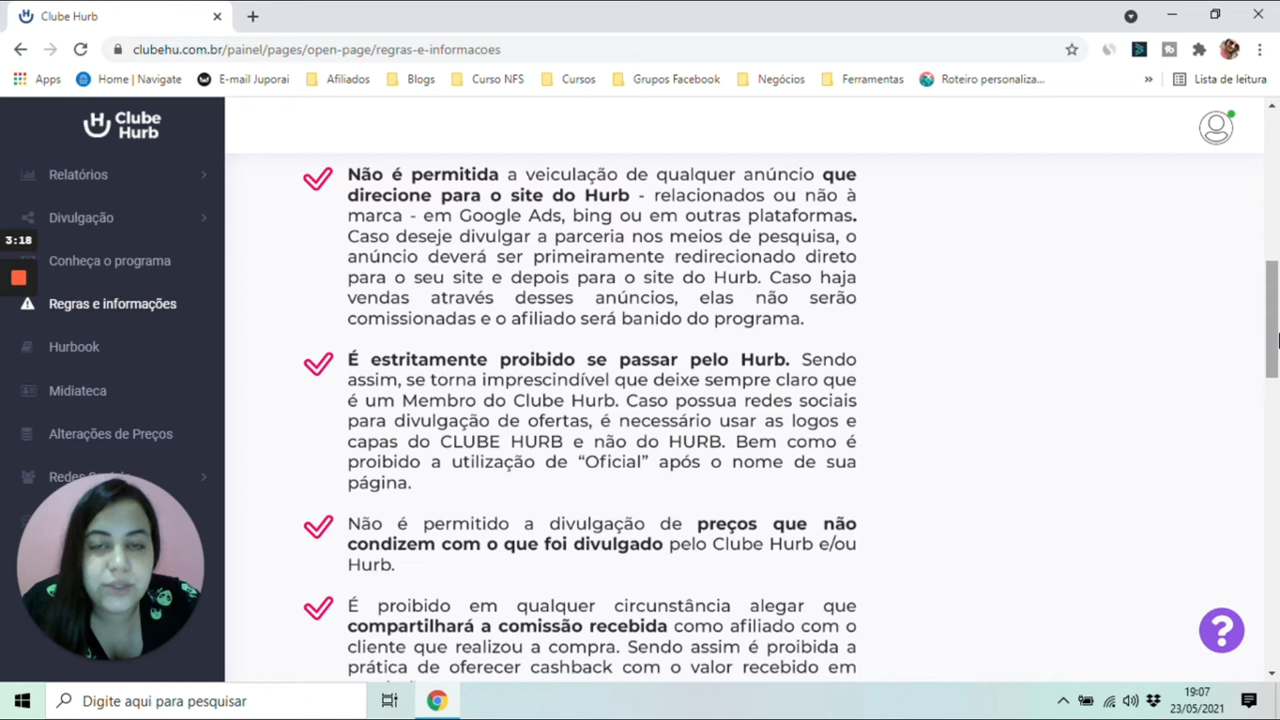 Clube Hurb
clubehu.com.br/painel/pages/open-page/regras-e-informacoes
Apps Home | Navigate E-mail Juporai Afiliados Blogs Curso NFS Cursos Grupos Facebook Negócios Ferramentas Roteiro personaliza... » Lista de leitura
Clube
Hurb
Relatórios
Divulgação
3:18
Conheça o programa
Regras e informações
Hurbook
Midiateca
Alterações de Preços
Não é permitida a veiculação de qualquer anúncio que
direcione para o site do Hurb - relacionados ou não à
marca - em Google Ads, bing ou em outras plataformas.
Caso deseje divulgar a parceria nos meios de pesquisa, o
anúncio deverá ser primeiramente redirecionado direto
para o seu site e depois para o site do Hurb. Caso haja
vendas através desses anúncios, elas não serão
comissionadas e o afiliado será banido do programa.
É estritamente proibido se passar pelo Hurb. Sendo
assim, se torna imprescindível que deixe sempre claro que
é um Membro do Clube Hurb. Caso possua redes sociais
para divulgação de ofertas, é necessário usar as logos e
capas do CLUBE HURB e não do HURB. Bem como é
proibido a utilização de “Oficial” após o nome de sua
página.
Não é permitido a divulgação de preços que não
condizem com o que foi divulgado pelo Clube Hurb e/ou
Hurb.
É proibido em qualquer circunstância alegar que
compartilhará a comissão recebida como afiliado com o
cliente que realizou a compra. Sendo assim é proibida a
prática de oferecer cashback com o valor recebido em
?
Digite aqui para pesquisar
19:07
23/05/2021